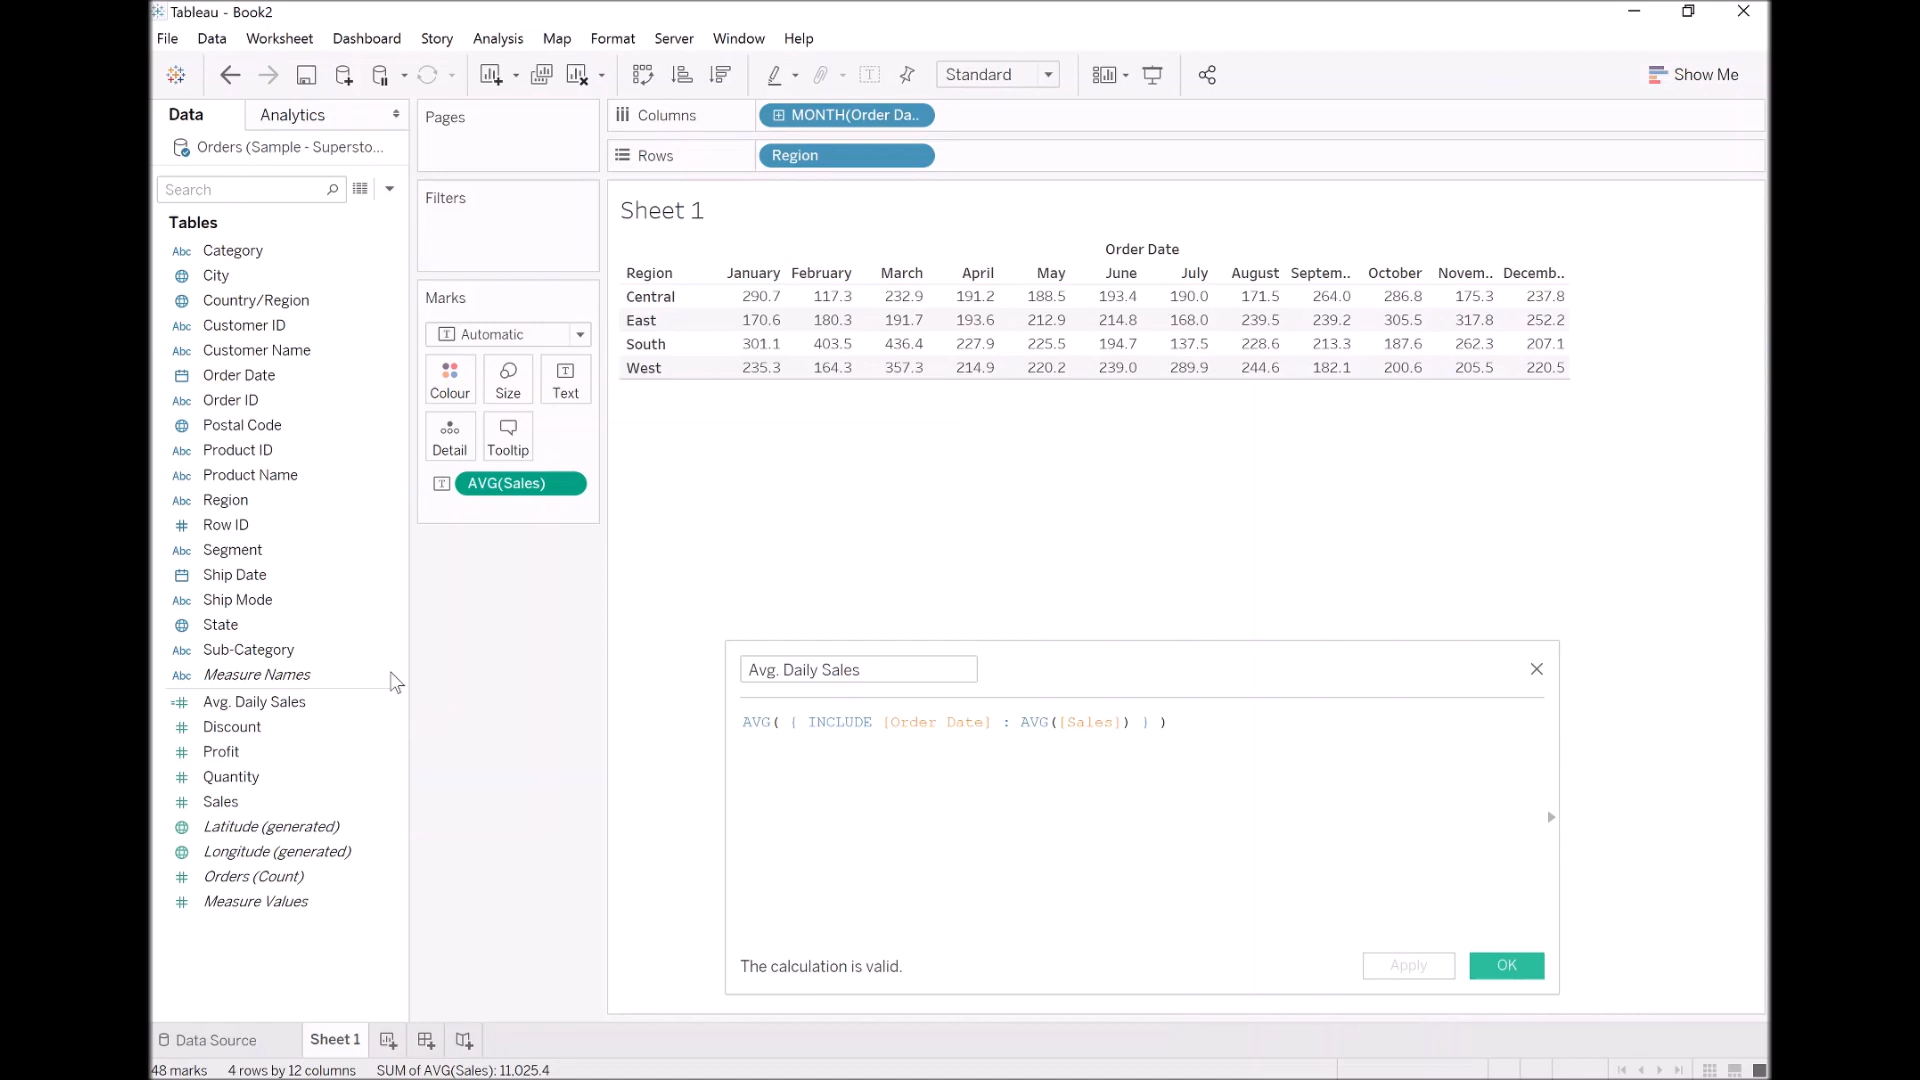 Tableau - Book2
File Data Worksheet Dashboard Story Analysis Map Format Server Window Help
Standard
Show Me
Data
Analytics
Orders (Sample - Supersto...
Search
Tables
Abc Category
City
Country/Region
Abc Customer ID
Abc Customer Name
Order Date
Abc Order ID
Postal Code
Abc Product ID
Abc Product Name
Abc Region
Row ID
Abc Segment
Ship Date
Abc Ship Mode
State
Abc Sub-Category
Abc Measure Names
Avg. Daily Sales
Discount
Profit
Quantity
Sales
Latitude (generated)
Longitude (generated)
Orders (Count)
Measure Values
Pages
Filters
Marks
Automatic
Colour
Size
Text
Detail
Tooltip
AVG(Sales)
Columns
MONTH(Order Da..
Rows
Region
Sheet 1
Order Date
Region January February March April May June July August Septem.. October Novem.. Decemb..
Central 290.7 117.3 232.9 191.2 188.5 193.4 190.0 171.5 264.0 286.8 175.3 237.8
East 170.6 180.3 191.7 193.6 212.9 214.8 168.0 239.5 239.2 305.5 317.8 252.2
South 301.1 403.5 436.4 227.9 225.5 194.7 137.5 228.6 213.3 187.6 262.3 207.1
West 235.3 164.3 357.3 214.9 220.2 239.0 289.9 244.6 182.1 200.6 205.5 220.5
Avg. Daily Sales
AVG( { INCLUDE [Order Date] : AVG([Sales]) } )
The calculation is valid.
Apply
OK
Data Source
Sheet 1
48 marks 4 rows by 12 columns SUM of AVG(Sales): 11,025.4